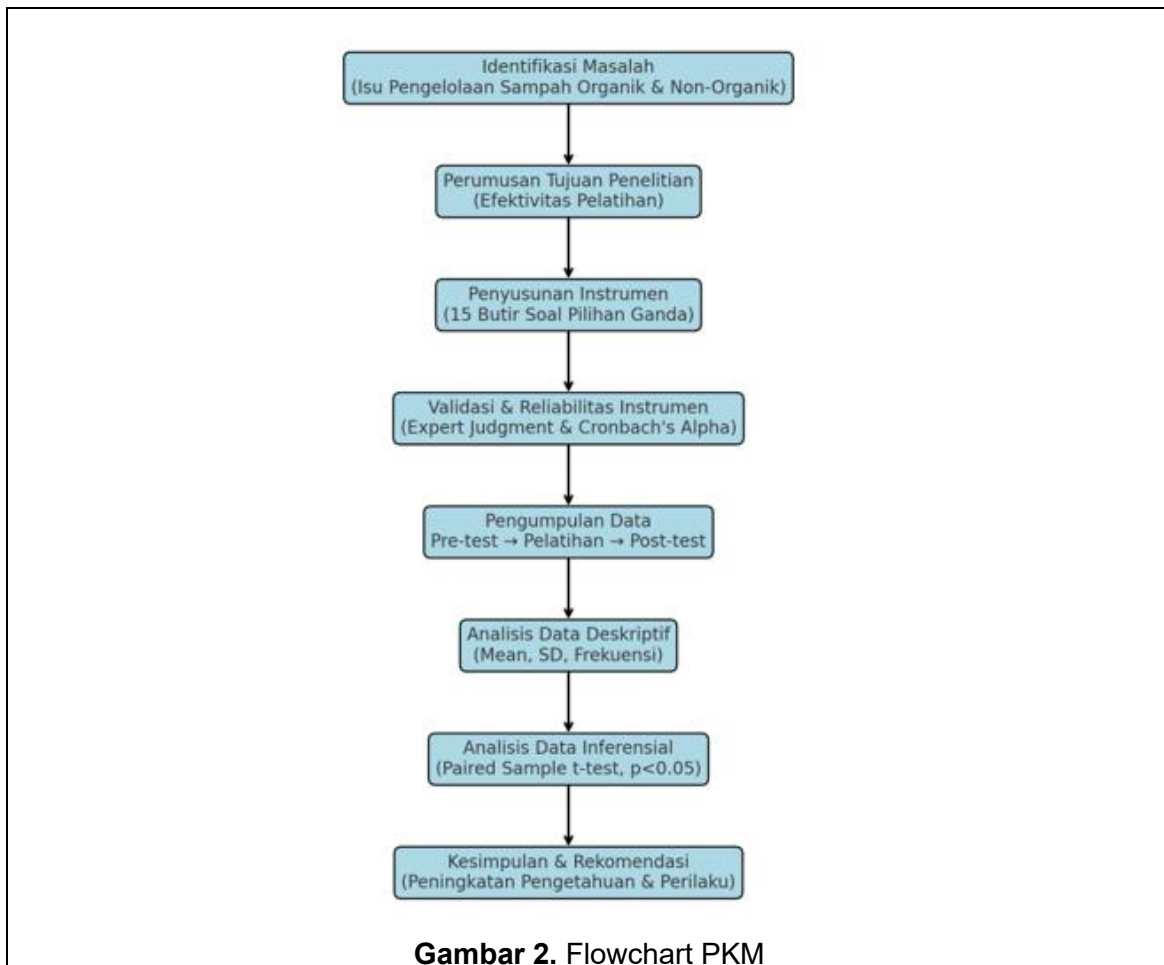 Identifikasi Masalah
(Isu Pengelolaan Sampah Organik & Non-Organik)
Perumusan Tujuan Penelitian
(Efektivitas Pelatihan)
Penyusunan Instrumen
(15 Butir Soal Pilihan Ganda)
Validasi & Reliabilitas Instrumen
(Expert Judgment & Cronbach's Alpha)
Pengumpulan Data
Pre-test → Pelatihan → Post-test
Analisis Data Deskriptif
(Mean, SD, Frekuensi)
Analisis Data Inferensial
(Paired Sample t-test, p<0.05)
Kesimpulan & Rekomendasi
(Peningkatan Pengetahuan & Perilaku)
Gambar 2. Flowchart PKM